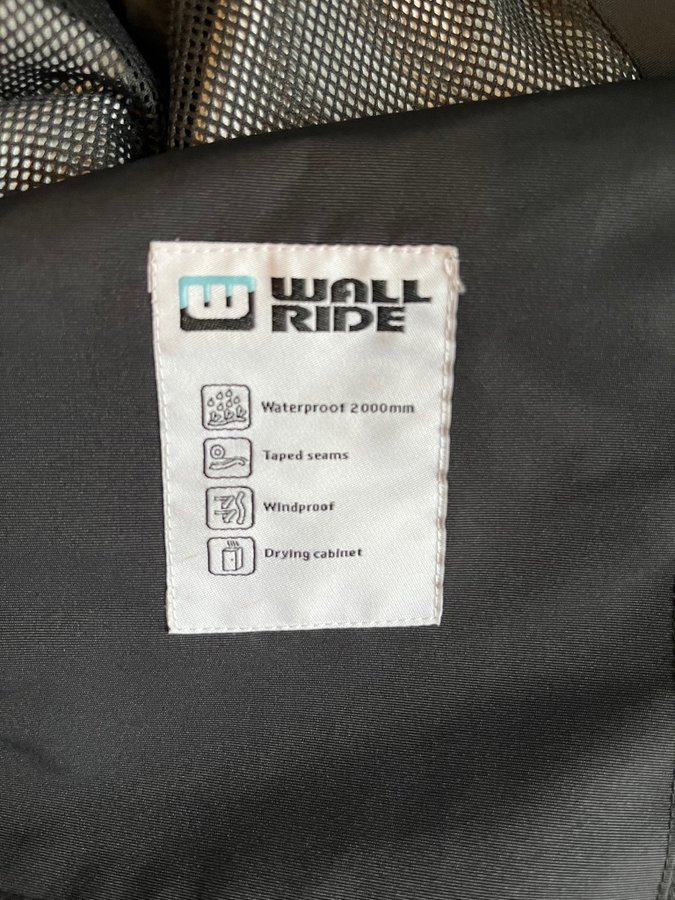 WALL
RIDE
Waterproof 2000mm
Taped seams
Windproof
Drying cabinet